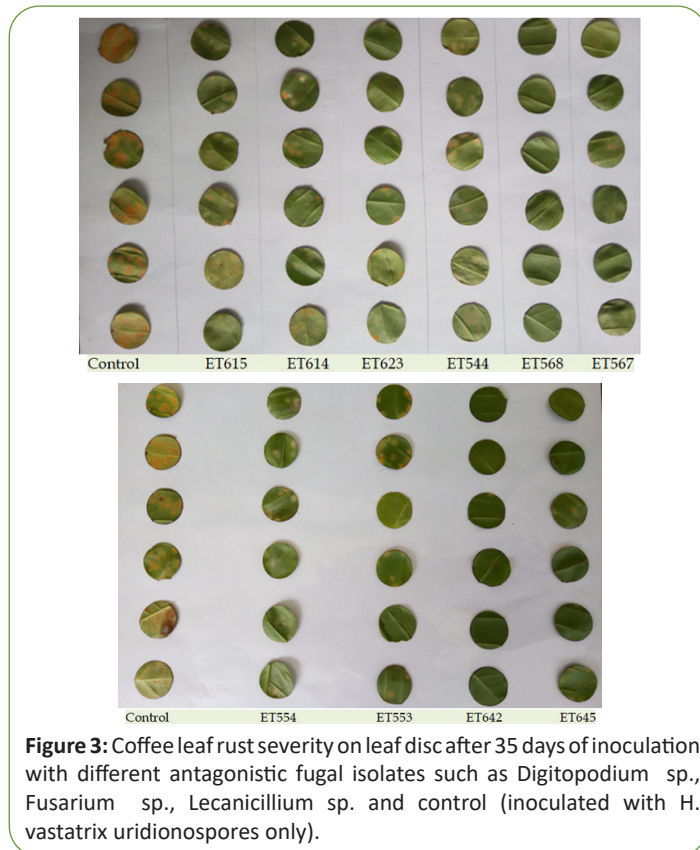 Control ET615 ET614 ET623 ET544 ET568 ET567
Control ET554 ET553 ET642 ET645
Figure 3: Coffee leaf rust severity on leaf disc after 35 days of inoculation
with different antagonistic fugal isolates such as Digitopodium sp.,
Fusarium sp., Lecanicillium sp. and control (inoculated with H.
vastatrix uridionospores only).